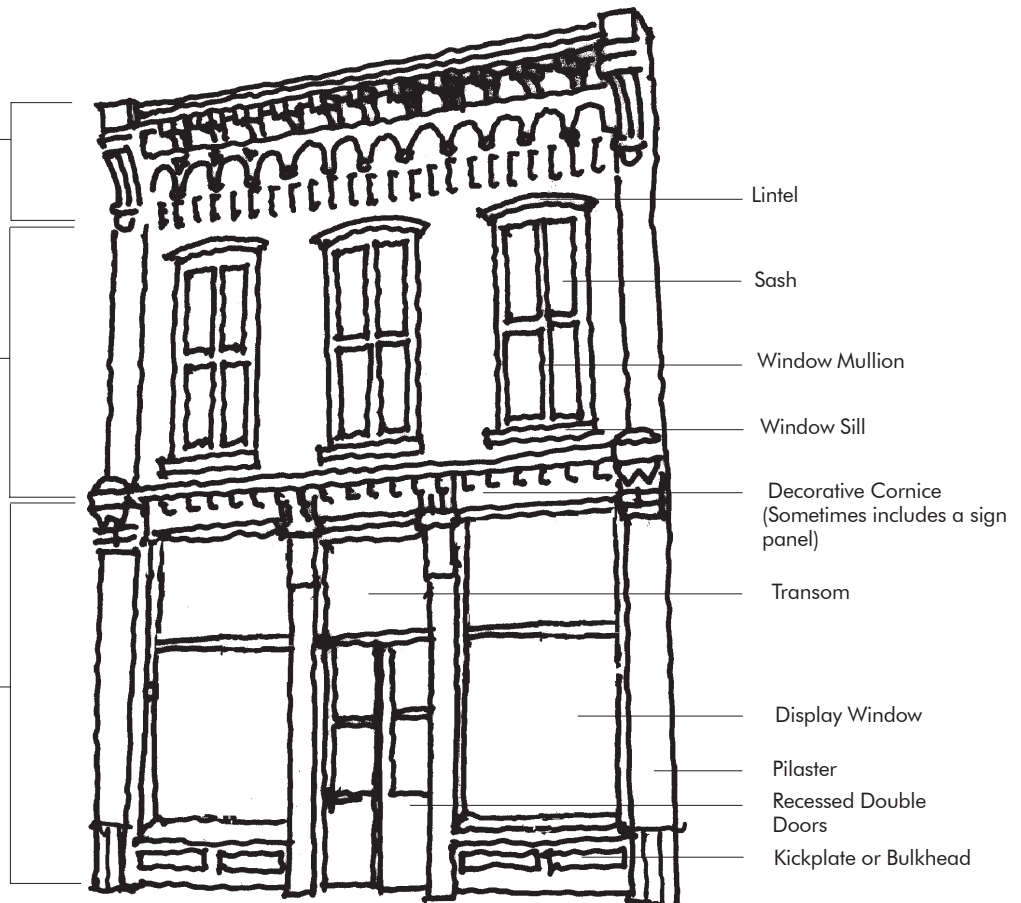 Lintel
Sash
Window Mullion
Window Sill
Decorative Cornice
(Sometimes includes a sign
panel)
Transom
Display Window
Pilaster
Recessed Double
Doors
Kickplate or Bulkhead